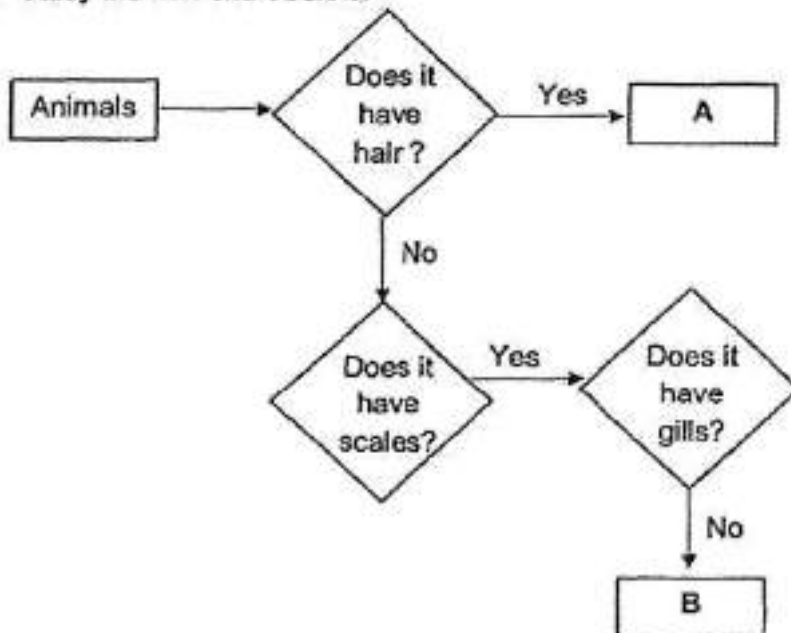 Animals
Does it
have
hair?
Yes
A
No
Does it
have
scales?
Yes
Does it
have
gills?
No
B